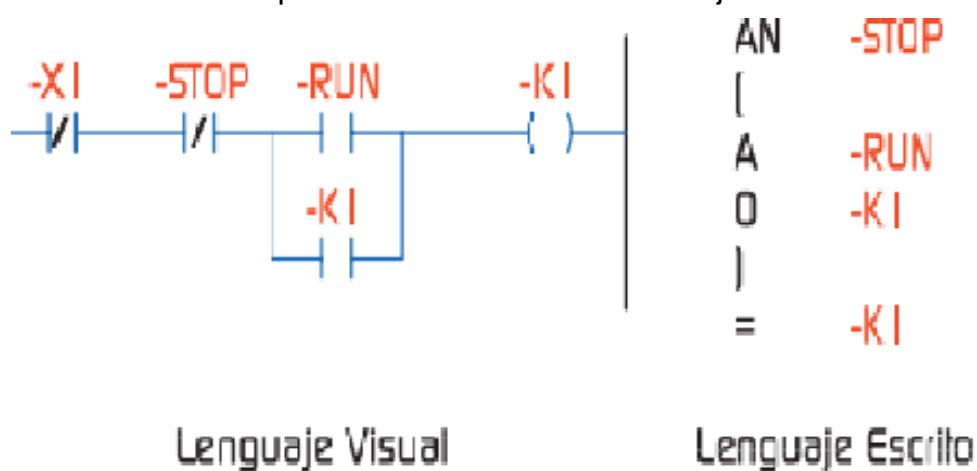 -X1 -STOP -RUN -K1
-K1
AN -STOP
(
A -RUN
O -K1
)
= -K1
Lenguaje Visual
Lenguaje Escrito